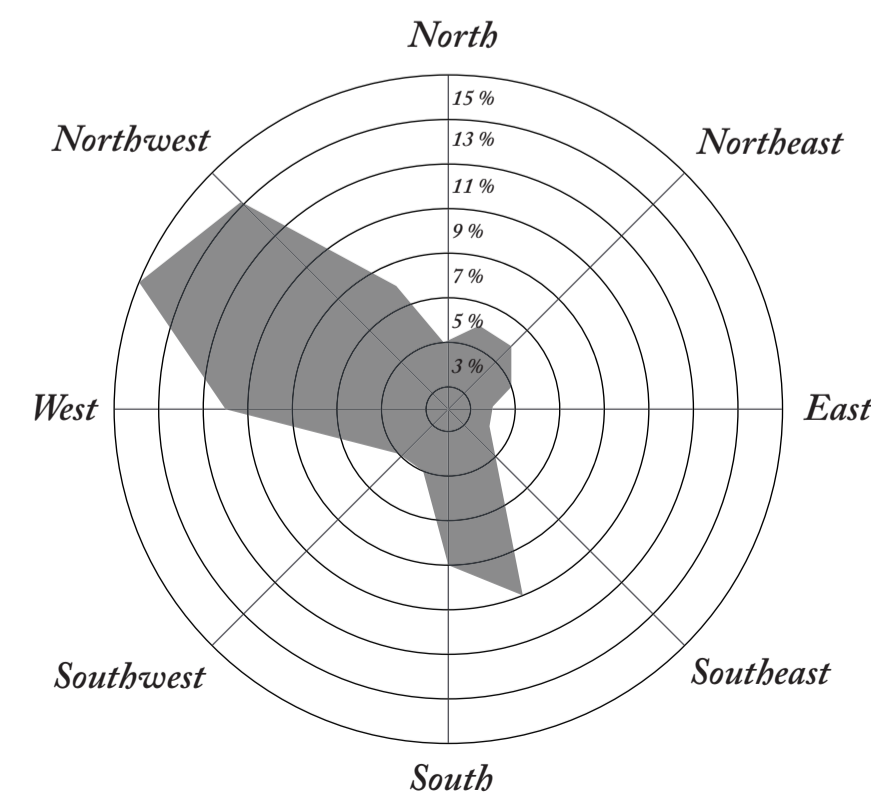 North
15 %
Northwest
13 %
Northeast
11 %
9 %
7 %
5 %
3 %
West
East
Southwest
Southeast
South